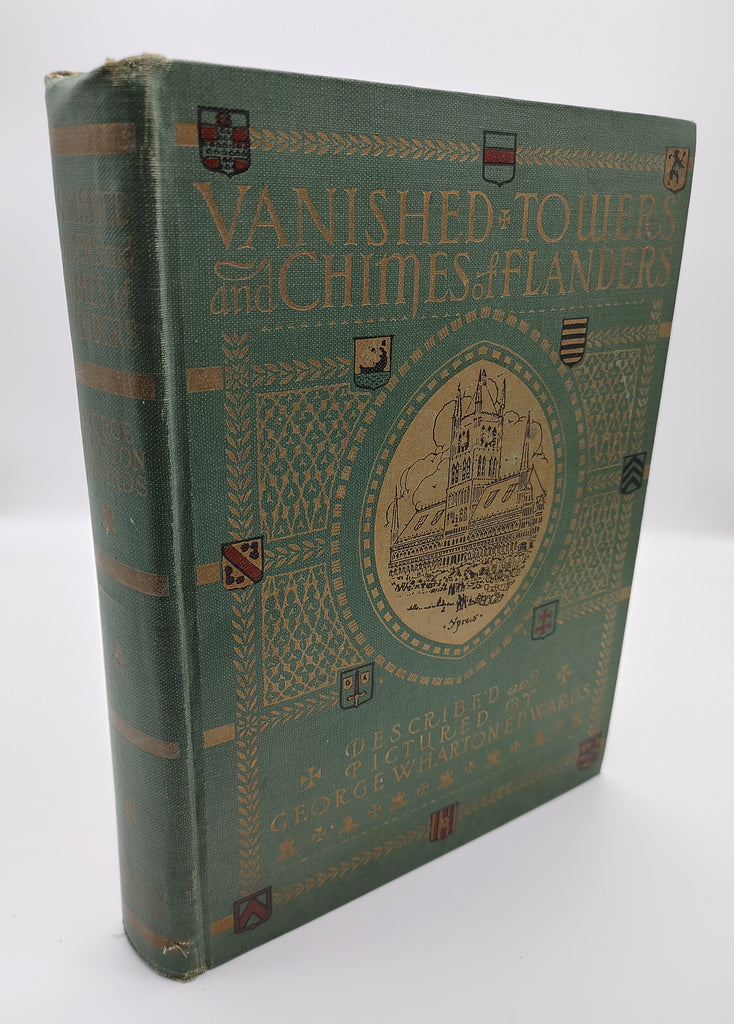 VANISHED TOWERS
and CHIMES of FLANDERS
Ypres
DESCRIBED and
PICTURED BY
GEORGE WHARTON EDWARDS